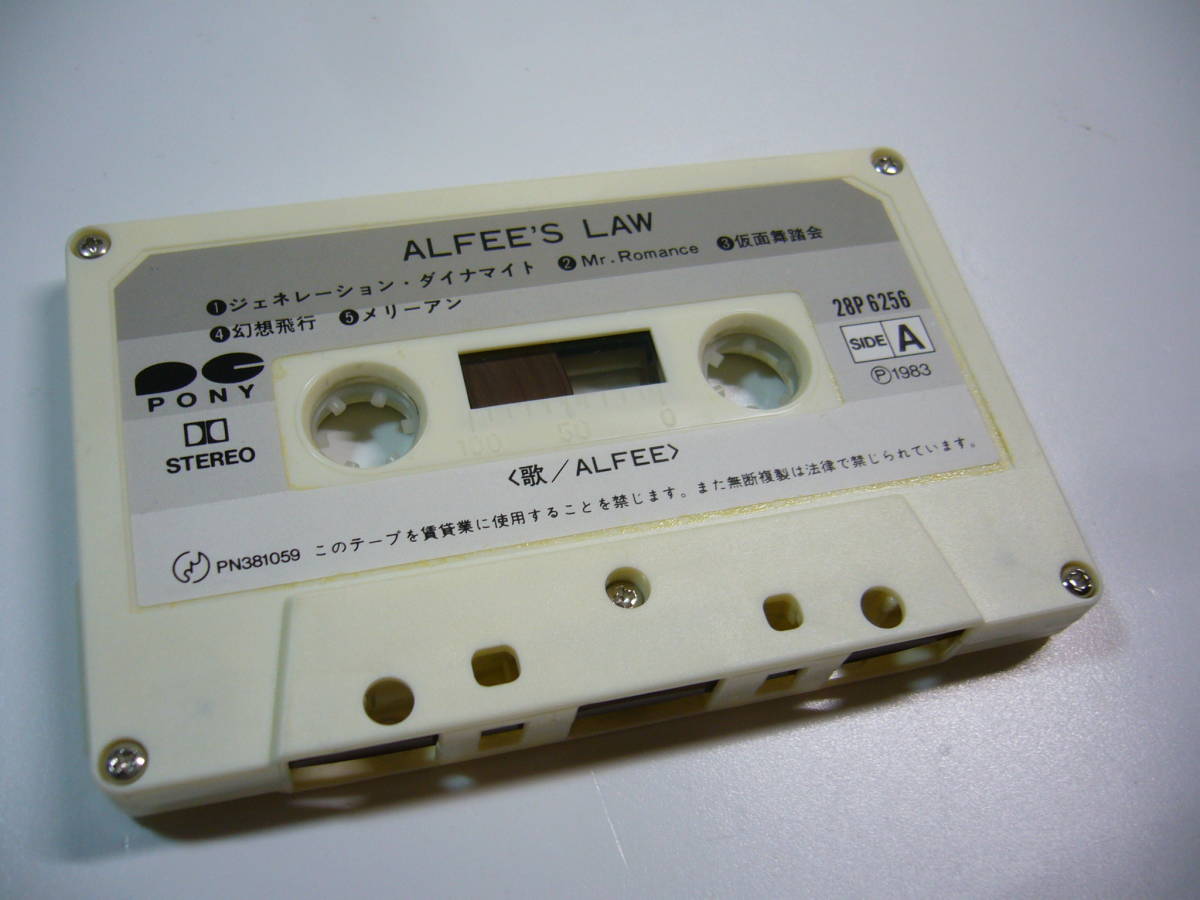 ALFEE'S LAW
❶ジェネレーション・ダイナマイト ❷Mr.Romance ❸仮面舞踏会
❹幻想飛行 ❺メリーアン
28P6256
SIDE A
Ⓟ1983
PONY
STEREO
100 50 0
〈歌／ALFEE〉
PN381059 このテープを賃貸業に使用することを禁じます。また無断複製は法律で禁じられています。